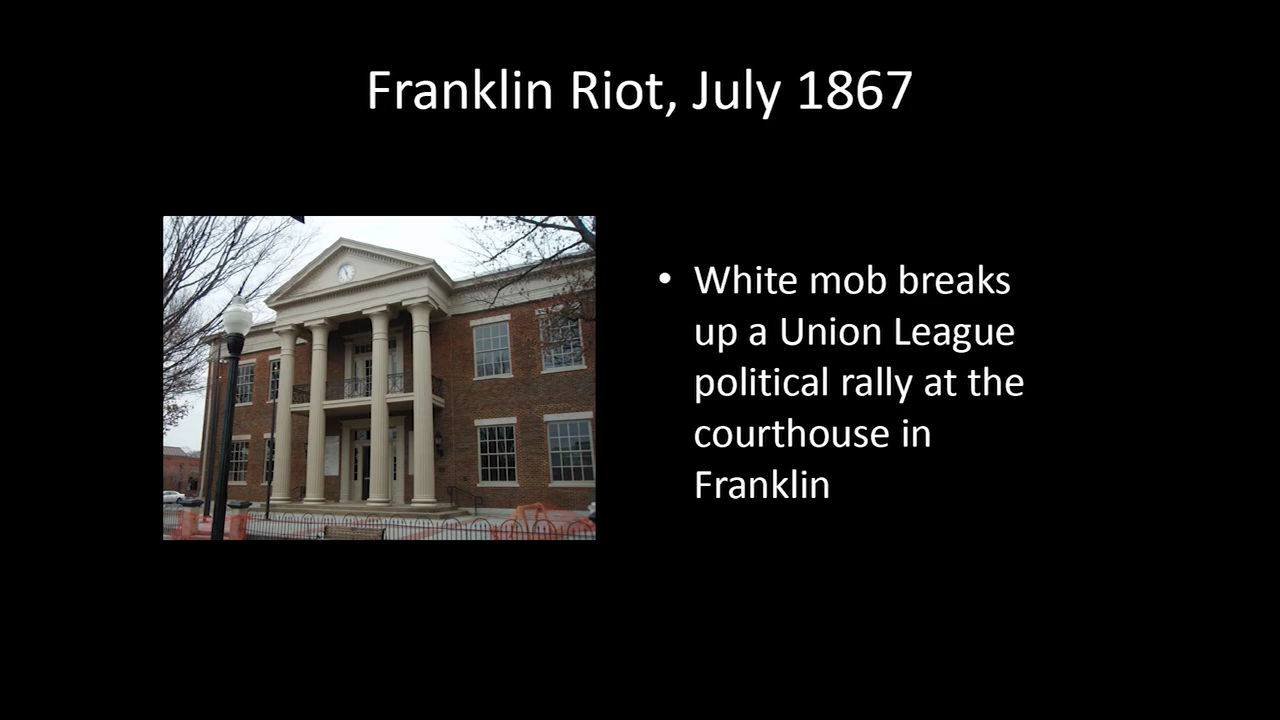 Franklin Riot, July 1867
• White mob breaks
up a Union League
political rally at the
courthouse in
Franklin